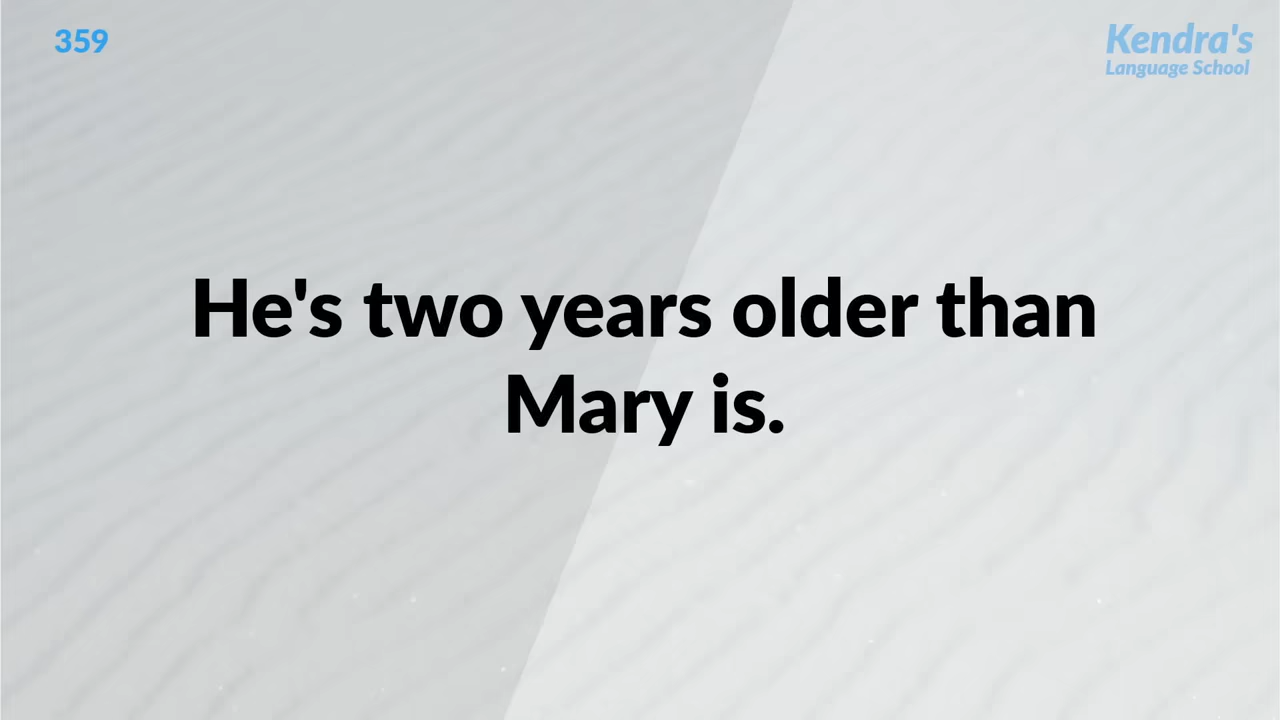 359
Kendra's
Language School
He's two years older than
Mary is.